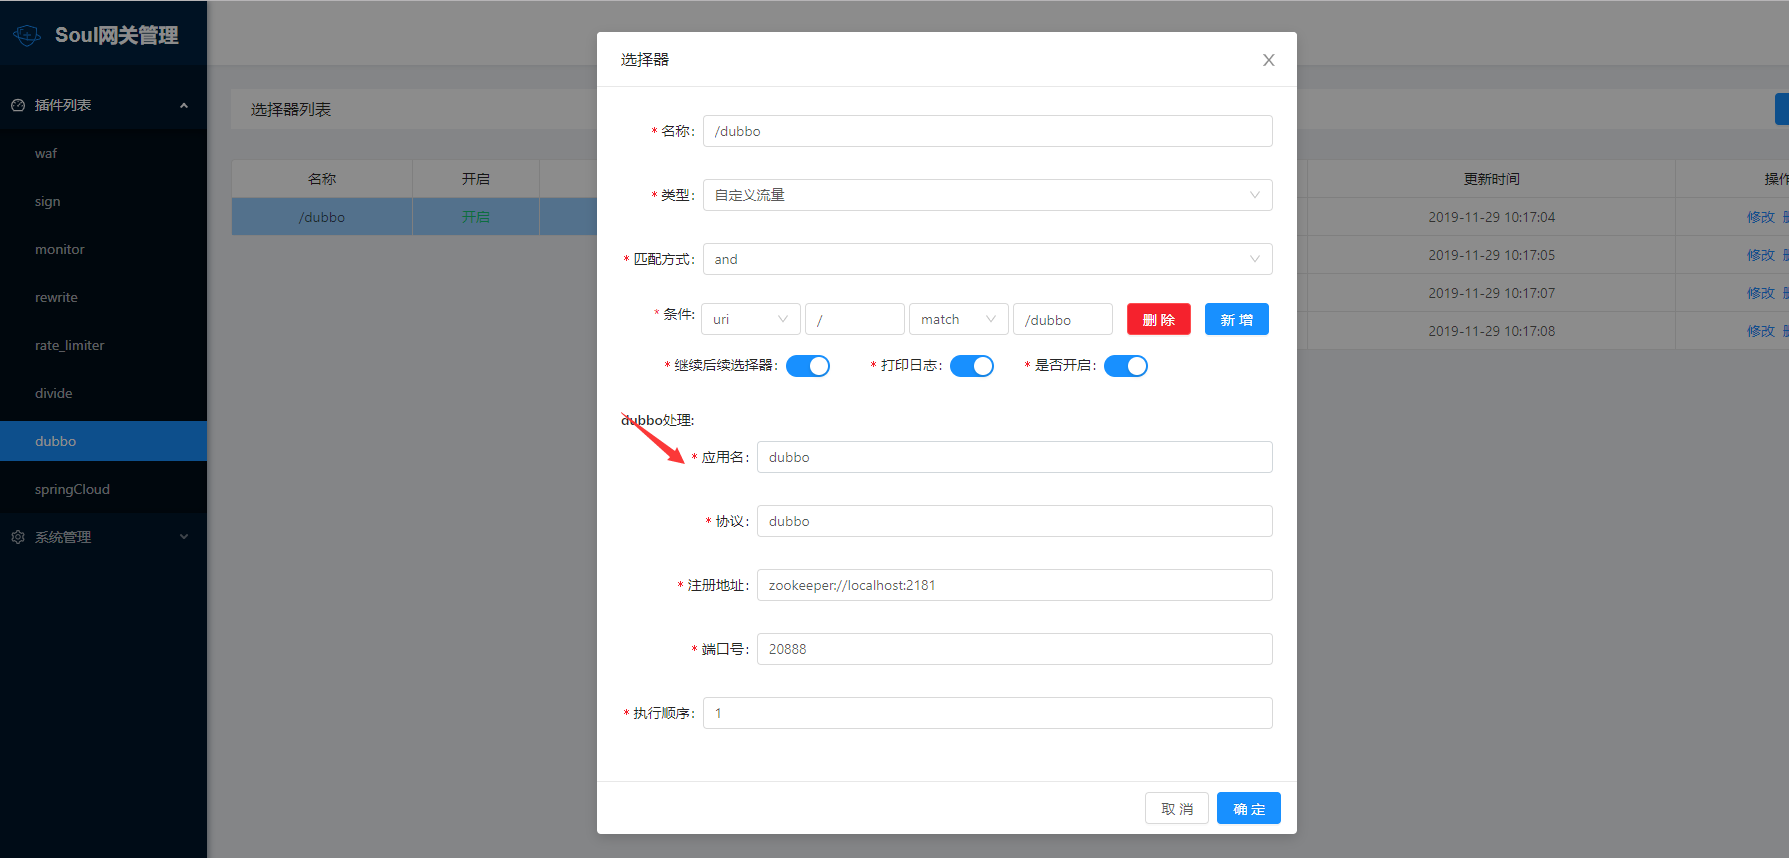 Soul网关管理
插件列表
waf
sign
monitor
rewrite
rate_limiter
divide
dubbo
springCloud
系统管理
选择器列表
名称 开启 更新时间
/dubbo 开启 2019-11-29 10:17:04 修改
2019-11-29 10:17:05 修改
2019-11-29 10:17:07 修改
2019-11-29 10:17:08 修改
选择器
* 名称: /dubbo
* 类型: 自定义流量
* 匹配方式: and
* 条件: uri / match /dubbo 删 除 新 增
* 继续后续选择器: * 打印日志: * 是否开启:
dubbo处理:
* 应用名: dubbo
* 协议: dubbo
* 注册地址: zookeeper://localhost:2181
* 端口号: 20888
* 执行顺序: 1
取 消 确 定